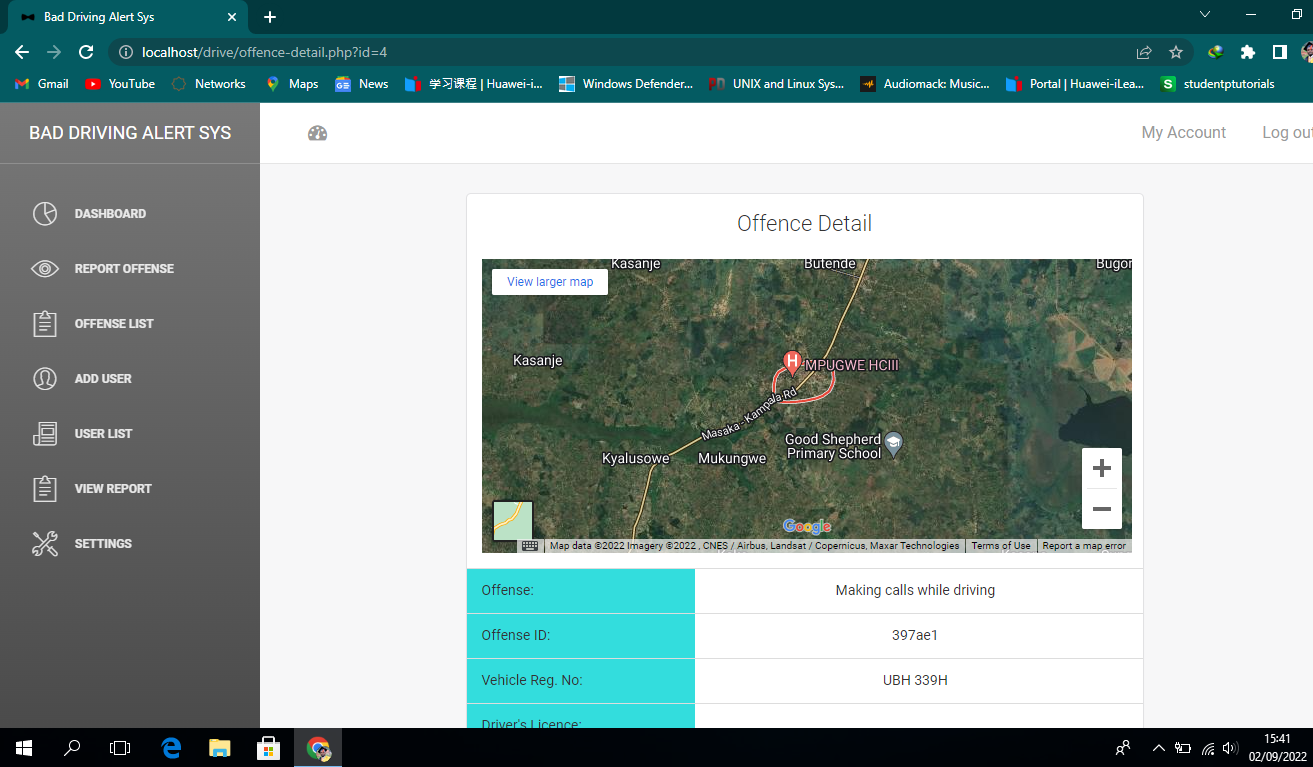 Bad Driving Alert Sys
localhost/drive/offence-detail.php?id=4
Gmail
YouTube
Networks
Maps
News
学习课程 | Huawei-i...
Windows Defender...
UNIX and Linux Sys...
Audiomack: Music...
Portal | Huawei-iLea...
studentptutorials
BAD DRIVING ALERT SYS
My Account
Log out
DASHBOARD
REPORT OFFENSE
OFFENSE LIST
ADD USER
USER LIST
VIEW REPORT
SETTINGS
Offence Detail
Kasanje
Butende
Bugor
View larger map
Kasanje
H
MPUGWE HCIII
Masaka - Kampala Rd
Good Shepherd
Primary School
Kyalusowe
Mukungwe
Google
Map data ©2022 Imagery ©2022 , CNES / Airbus, Landsat / Copernicus, Maxar Technologies
Terms of Use
Report a map error
Offense: Making calls while driving
Offense ID: 397ae1
Vehicle Reg. No: UBH 339H
Driver's Licence:
15:41
02/09/2022